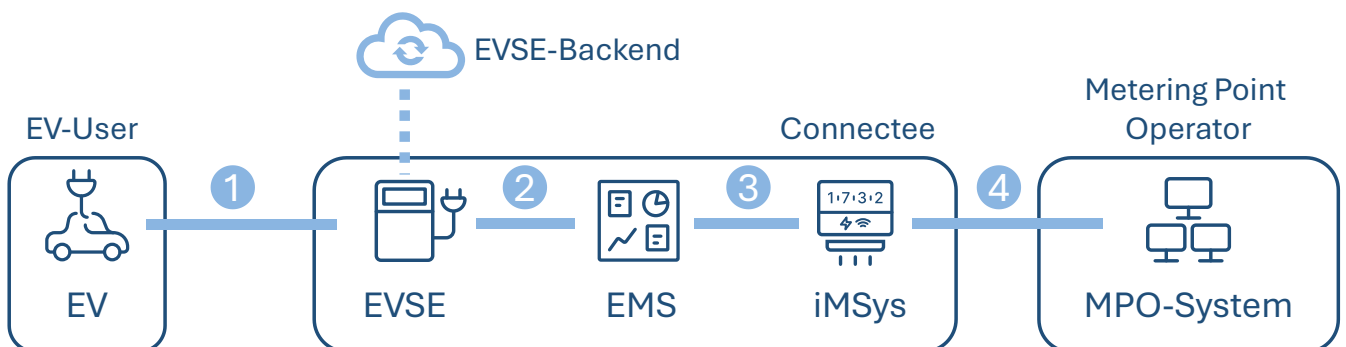 EVSE-Backend
EV-User
Connectee
Metering Point
Operator
1
2
3
4
1 7 3 2
EV
EVSE
EMS
iMSys
MPO-System